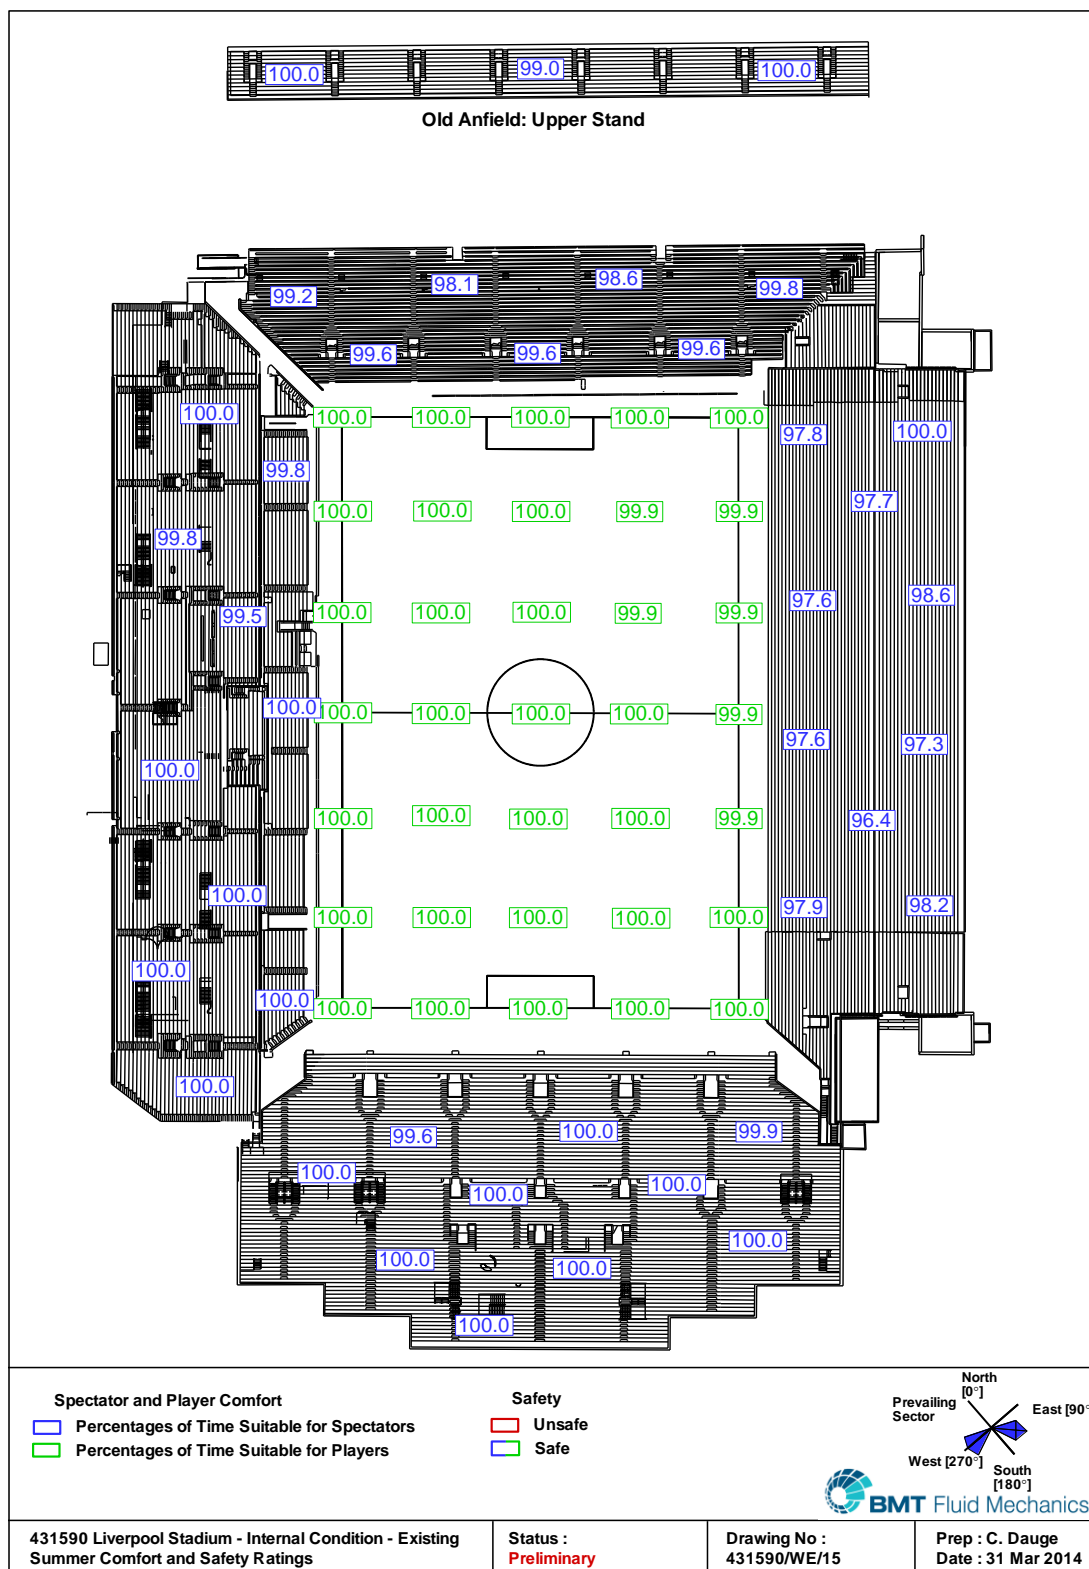 100.0 99.0 100.0
Old Anfield: Upper Stand
98.1 98.6
99.2 99.8
99.6 99.6 99.6
100.0
100.0 100.0 100.0 100.0 100.0
97.8 100.0
99.8
97.7
100.0 100.0 100.0 99.9 99.9
99.8
97.6 98.6
99.5
100.0 100.0 100.0 99.9 99.9
100.0
100.0 100.0 100.0 100.0 99.9
97.6 97.3
100.0
100.0 100.0 100.0 100.0 99.9
96.4
100.0
97.9 98.2
100.0 100.0 100.0 100.0 100.0
100.0
100.0
100.0 100.0 100.0 100.0 100.0
100.0
99.6 100.0 99.9
100.0 100.0 100.0
100.0 100.0 100.0
100.0
Spectator and Player Comfort
Percentages of Time Suitable for Spectators
Percentages of Time Suitable for Players
Safety
Unsafe
Safe
North
[0°]
Prevailing
Sector
East [90°
West [270°]
South
[180°]
BMT Fluid Mechanics
431590 Liverpool Stadium - Internal Condition - Existing
Summer Comfort and Safety Ratings
Status :
Preliminary
Drawing No :
431590/WE/15
Prep : C. Dauge
Date : 31 Mar 2014